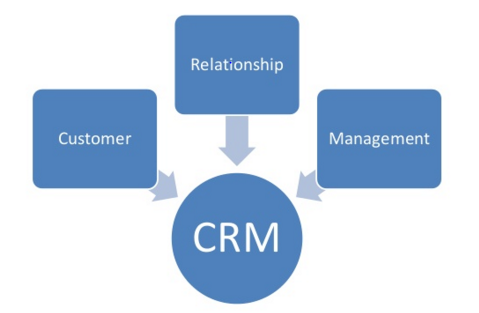 Relationship
Customer
Management
CRM